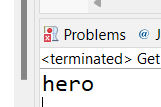 Problems @ J
<terminated> Get
hero